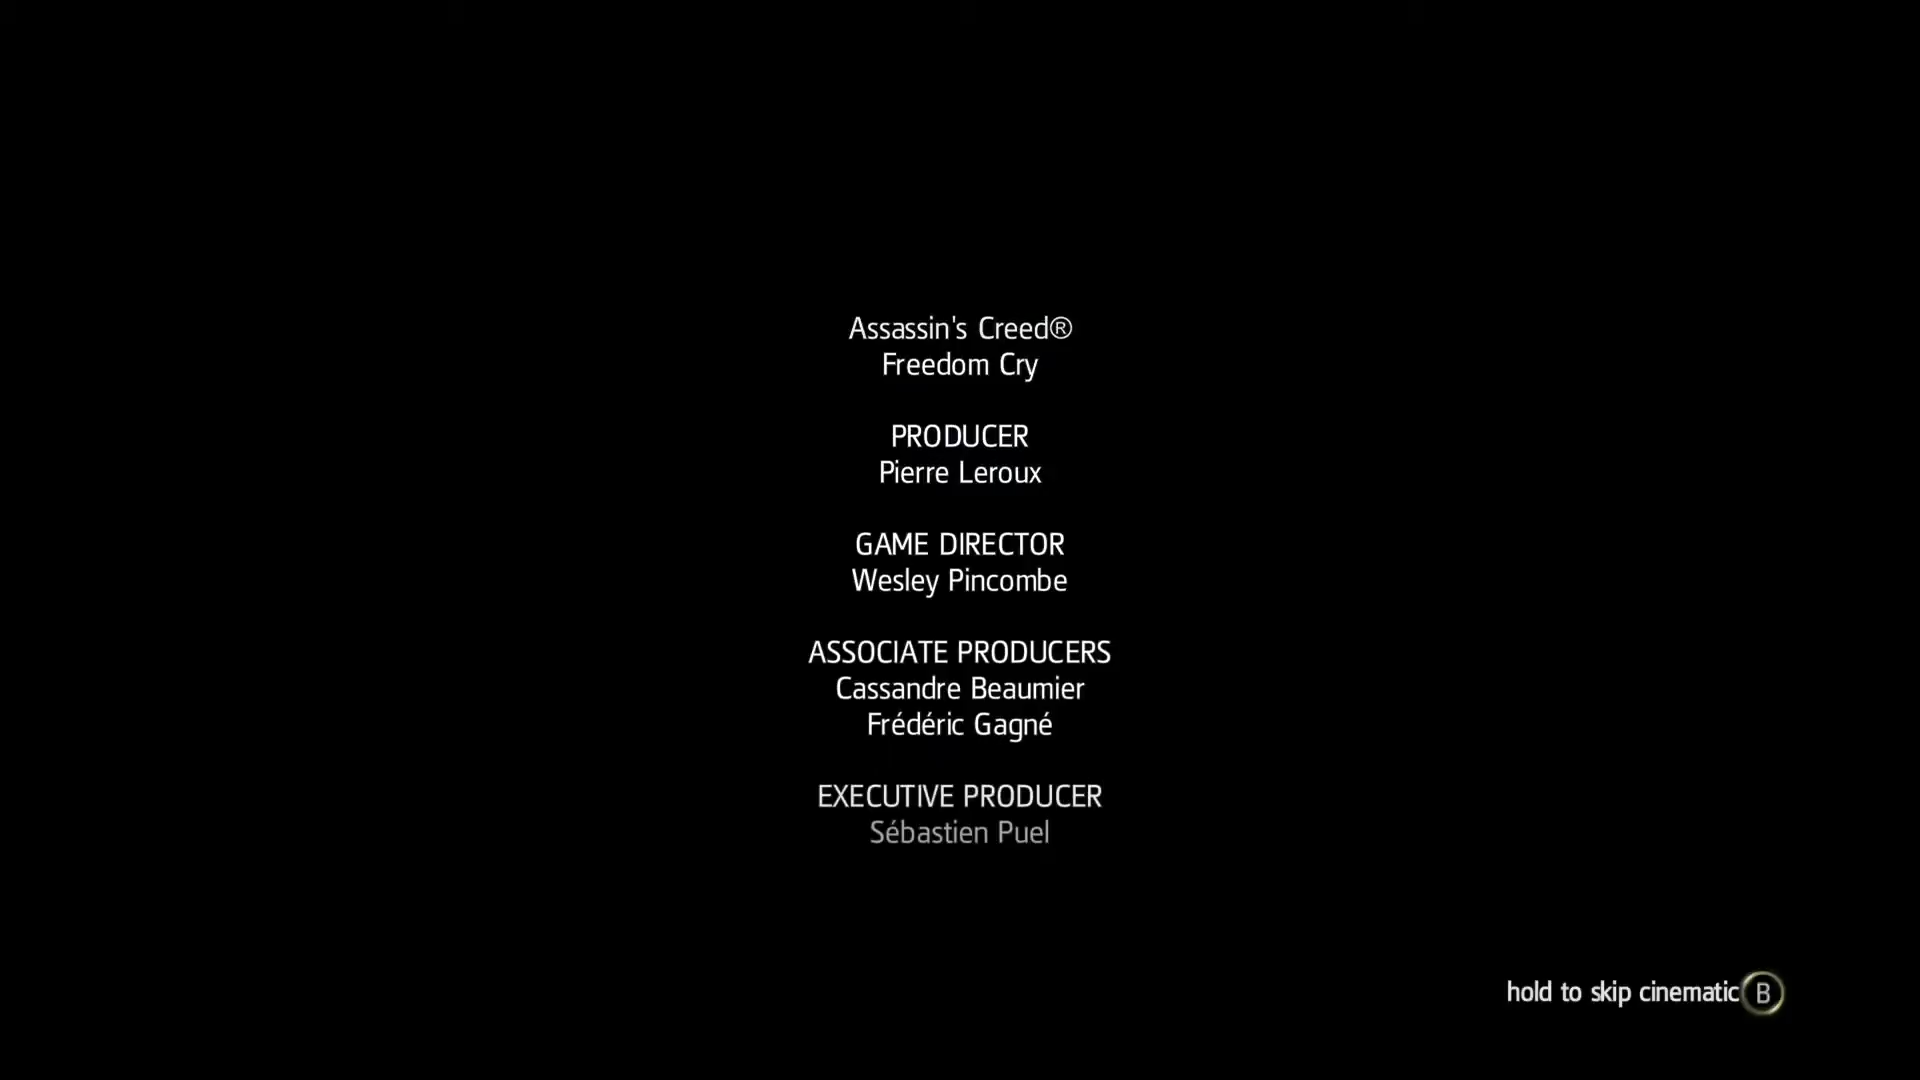 Assassin's Creed®
Freedom Cry
PRODUCER
Pierre Leroux
GAME DIRECTOR
Wesley Pincombe
ASSOCIATE PRODUCERS
Cassandre Beaumier
Frédéric Gagné
EXECUTIVE PRODUCER
Sébastien Puel
hold to skip cinematic B